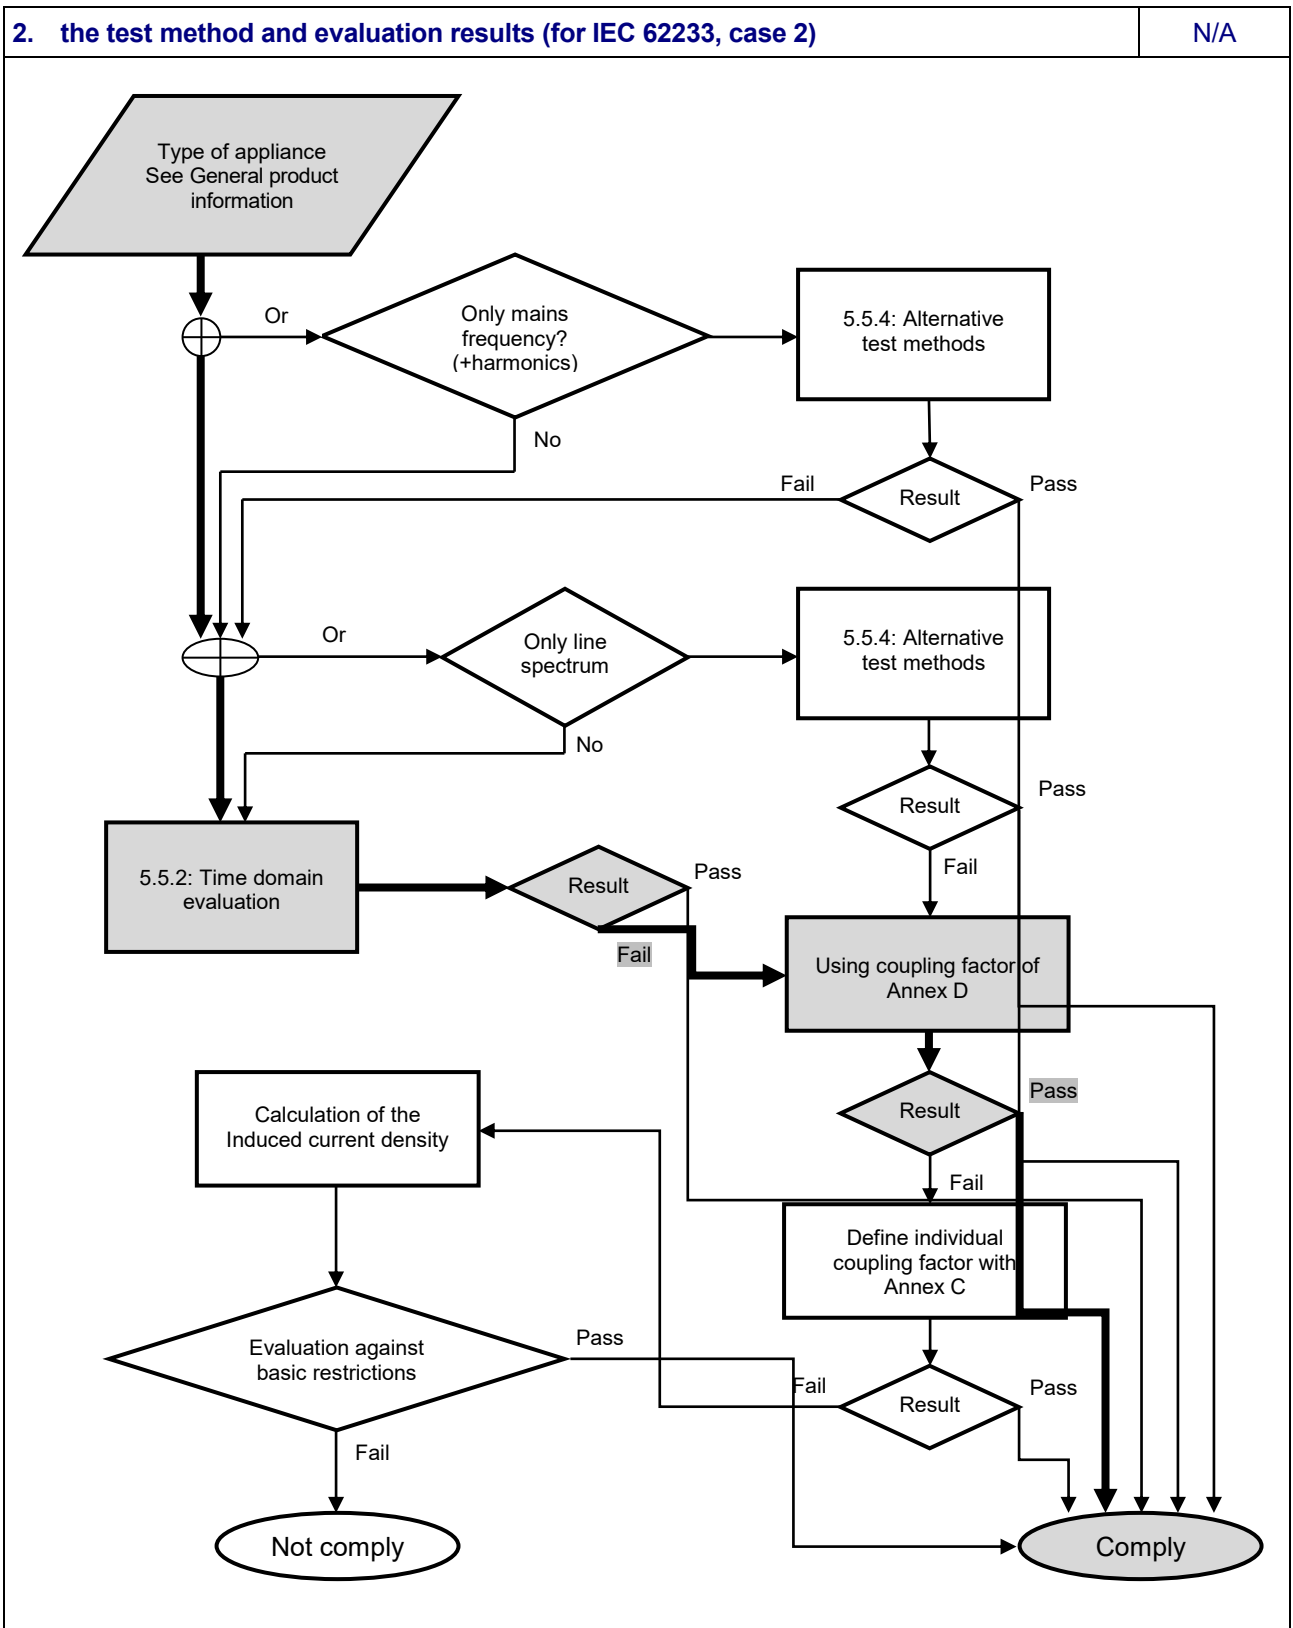 2. the test method and evaluation results (for IEC 62233, case 2)
N/A
Type of appliance
See General product
information
Or
Only mains
frequency?
(+harmonics)
5.5.4: Alternative
test methods
No
Fail
Result
Pass
Or
Only line
spectrum
5.5.4: Alternative
test methods
No
Result
Pass
Fail
5.5.2: Time domain
evaluation
Result
Pass
Fail
Using coupling factor of
Annex D
Result
Pass
Fail
Calculation of the
Induced current density
Define individual
coupling factor with
Annex C
Evaluation against
basic restrictions
Pass
Fail
Result
Pass
Fail
Not comply
Comply